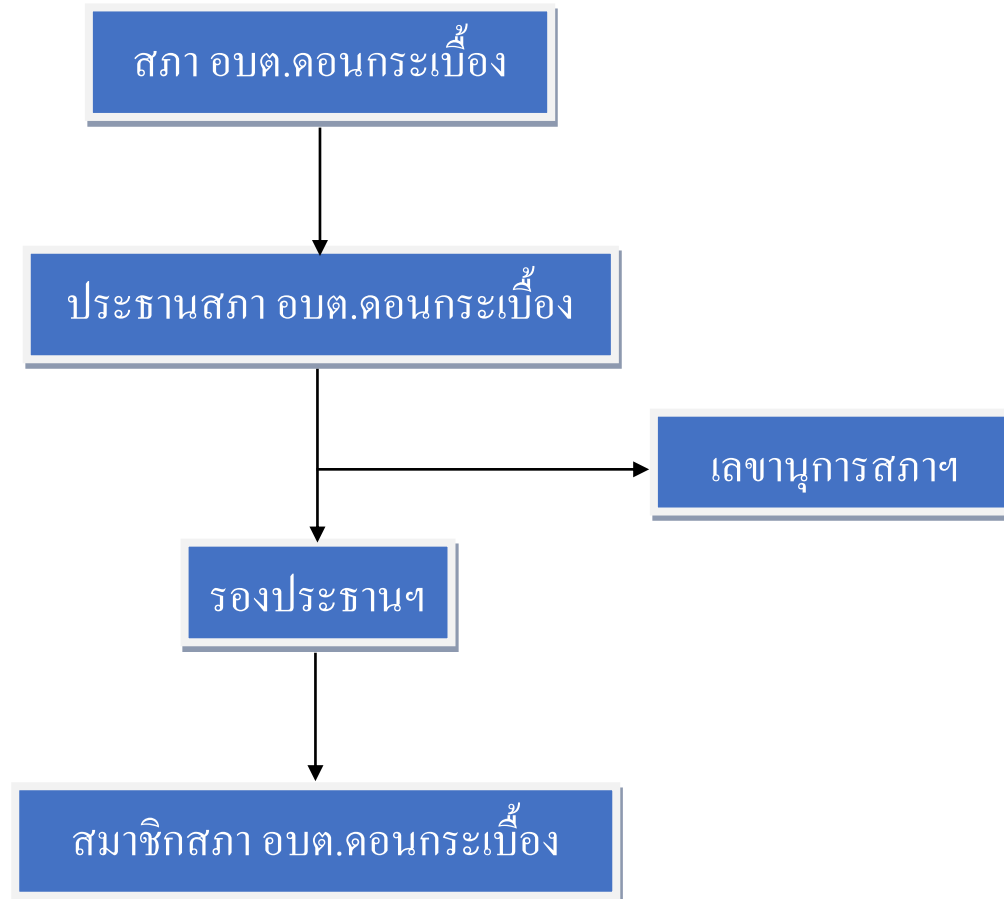 สภา อบต.ดอนกระเบื้อง
ประธานสภา อบต.ดอนกระเบื้อง
เลขานุการสภาฯ
รองประธานฯ
สมาชิกสภา อบต.ดอนกระเบื้อง